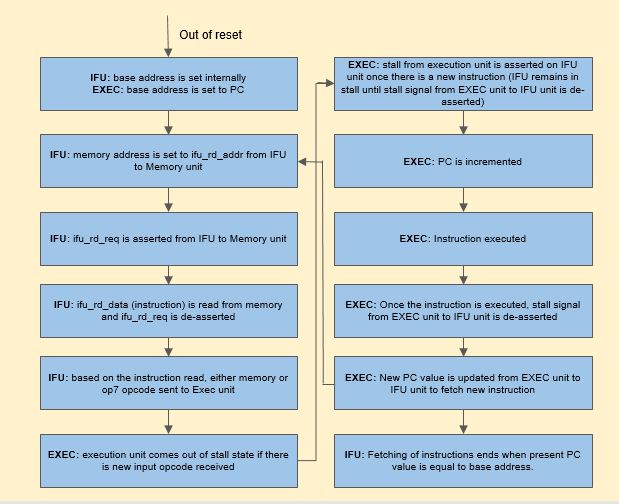 Out of reset
IFU: base address is set internally
EXEC: base address is set to PC
IFU: memory address is set to ifu_rd_addr from IFU
to Memory unit
IFU: ifu_rd_req is asserted from IFU to Memory unit
IFU: ifu_rd_data (instruction) is read from memory
and ifu_rd_req is de-asserted
IFU: based on the instruction read, either memory or
op7 opcode sent to Exec unit
EXEC: execution unit comes out of stall state if there
is new input opcode received
EXEC: stall from execution unit is asserted on IFU
unit once there is a new instruction (IFU remains in
stall until stall signal from EXEC unit to IFU unit is de-
asserted)
EXEC: PC is incremented
EXEC: Instruction executed
EXEC: Once the instruction is executed, stall signal
from EXEC unit to IFU unit is de-asserted
EXEC: New PC value is updated from EXEC unit to
IFU unit to fetch new instruction
IFU: Fetching of instructions ends when present PC
value is equal to base address.